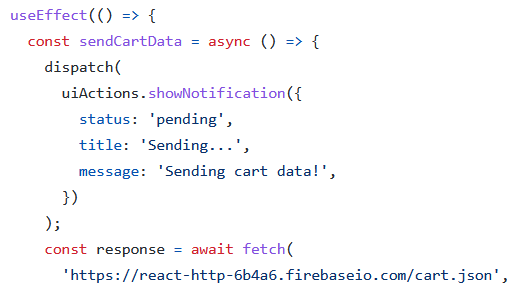 useEffect(() => {
const sendCartData = async () => {
dispatch(
uiActions.showNotification({
status: 'pending',
title: 'Sending...',
message: 'Sending cart data!',
})
);
const response = await fetch(
'https://react-http-6b4a6.firebaseio.com/cart.json',